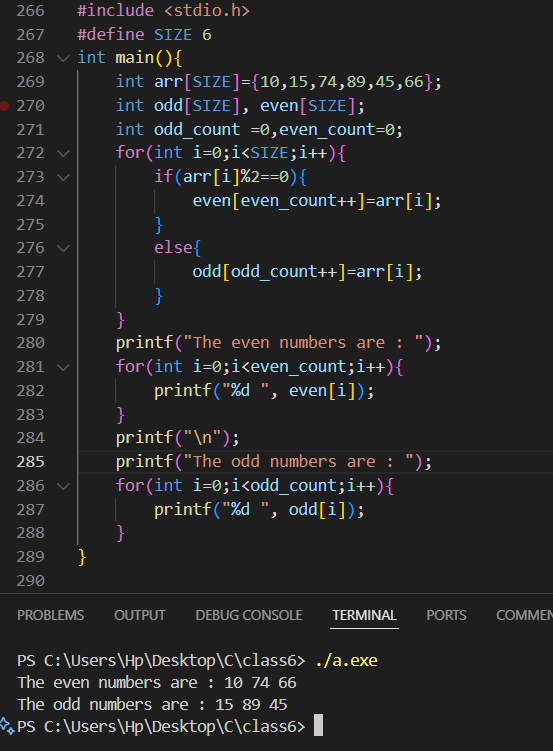 266 #include <stdio.h>
267 #define SIZE 6
268 int main(){
269     int arr[SIZE]={10,15,74,89,45,66};
270     int odd[SIZE], even[SIZE];
271     int odd_count =0,even_count=0;
272     for(int i=0;i<SIZE;i++){
273         if(arr[i]%2==0){
274             even[even_count++]=arr[i];
275         }
276         else{
277             odd[odd_count++]=arr[i];
278         }
279     }
280     printf("The even numbers are : ");
281     for(int i=0;i<even_count;i++){
282         printf("%d ", even[i]);
283     }
284     printf("\n");
285     printf("The odd numbers are : ");
286     for(int i=0;i<odd_count;i++){
287         printf("%d ", odd[i]);
288     }
289 }
290
PROBLEMS OUTPUT DEBUG CONSOLE TERMINAL PORTS COMMEN
PS C:\Users\Hp\Desktop\C\class6> ./a.exe
The even numbers are : 10 74 66
The odd numbers are : 15 89 45
PS C:\Users\Hp\Desktop\C\class6>